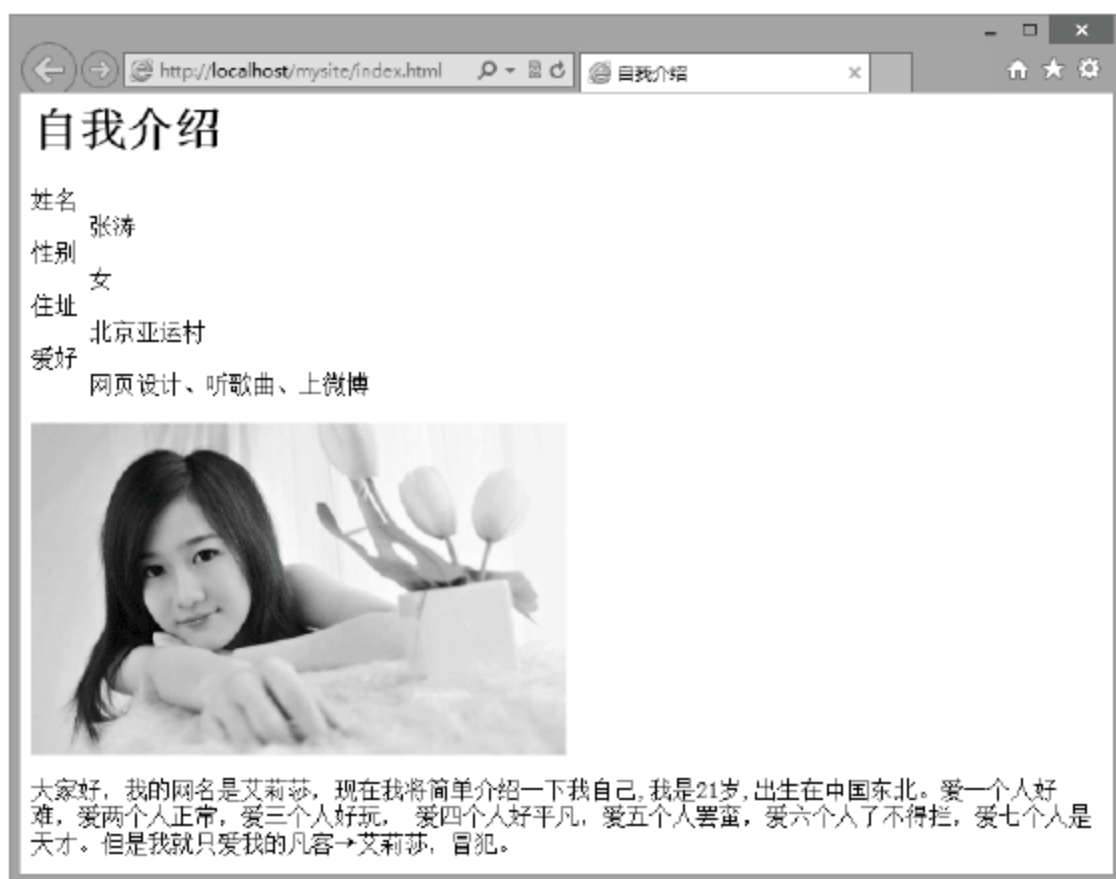 http://localhost/mysite/index.html
自我介绍
自我介绍
姓名
张涛
性别
女
住址
北京亚运村
爱好
网页设计、听歌曲、上微博
大家好，我的网名是艾莉莎，现在我将简单介绍一下我自己,我是21岁,出生在中国东北。爱一个人好
难，爱两个人正常，爱三个人好玩， 爱四个人好平凡，爱五个人罢蛮，爱六个人了不得拦，爱七个人是
天才。但是我就只爱我的凡客→艾莉莎，冒犯。